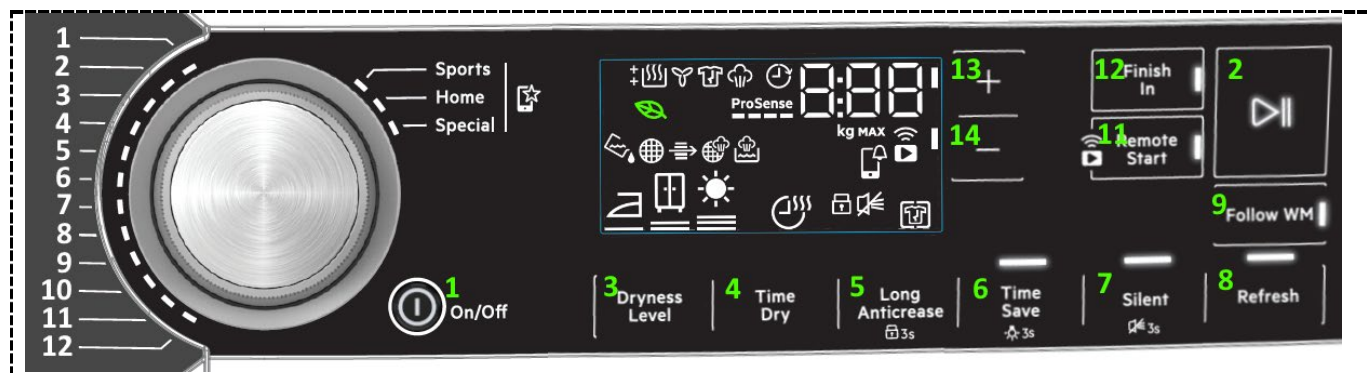 1
2
3
4
5
6
7
8
9
10
11
12
Sports
Home
Special
1
On/Off
8:88
ProSense
kg MAX
13 +
14 −
12 Finish
In
11 Remote
Start
2
9 Follow WM
3 Dryness
Level
4 Time
Dry
5 Long
Anticrease
3s
6 Time
Save
3s
7 Silent
3s
8 Refresh